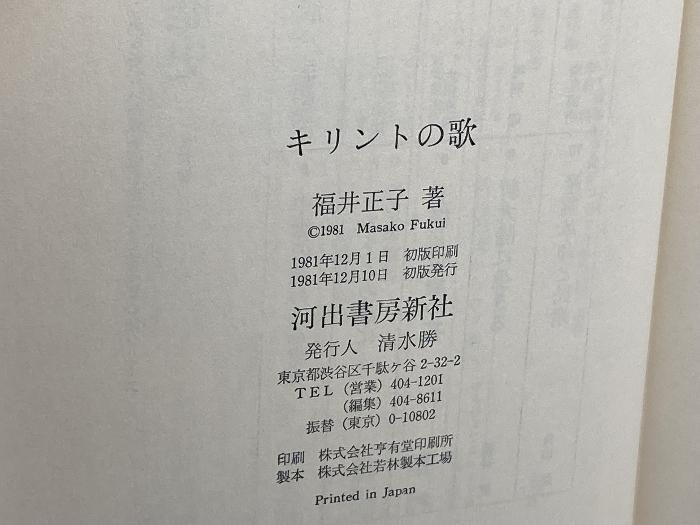 キリントの歌
福井正子 著
©1981 Masako Fukui
1981年12月1日 初版印刷
1981年12月10日 初版発行
河出書房新社
発行人 清水勝
東京都渋谷区千駄ヶ谷 2-32-2
TEL（営業）404-1201
（編集）404-8611
振替（東京）0-10802
印刷 株式会社亨有堂印刷所
製本 株式会社若林製本工場
Printed in Japan